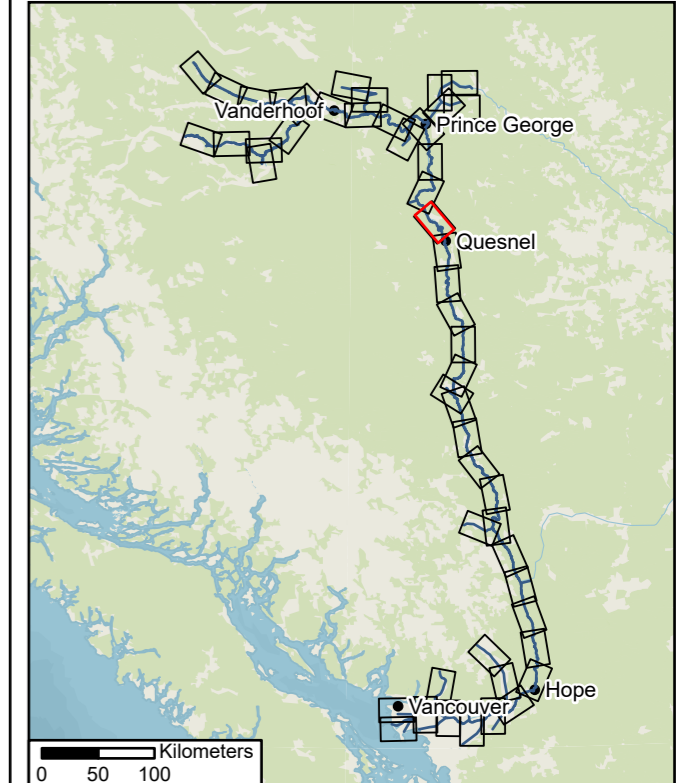 Vanderhoof
Prince George
Quesnel
Hope
Vancouver
Kilometers
0 50 100